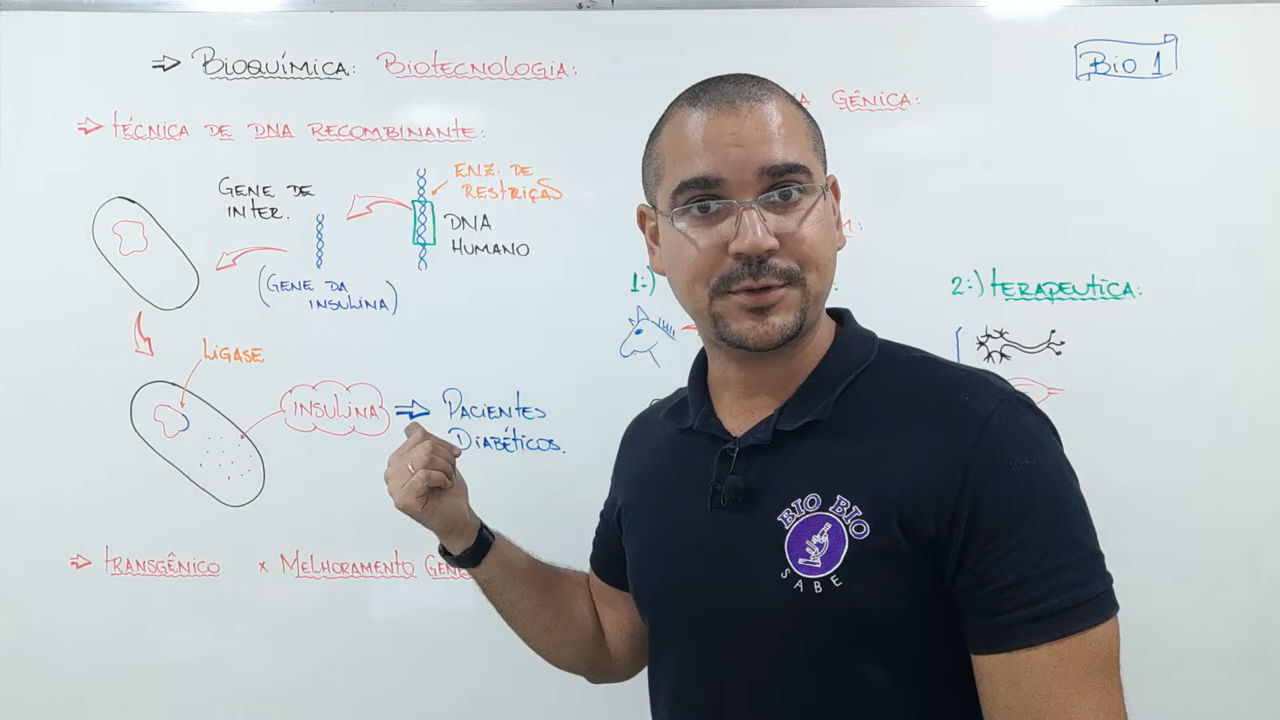 ⇒ BIOQUÍMICA: BIOTECNOLOGIA:
BIO 1
GÊNICA:
⇒ TÉCNICA DE DNA RECOMBINANTE:
ENZ. DE
RESTRIÇÃO
GENE DE
INTER.
DNA
HUMANO
(GENE DA
INSULINA)
1:)
2:) TERAPEUTICA:
LIGASE
INSULINA ⇒ PACIENTES
DIABÉTICOS.
⇒ TRANSGÊNICO x MELHORAMENTO
BIO BIO
SABE